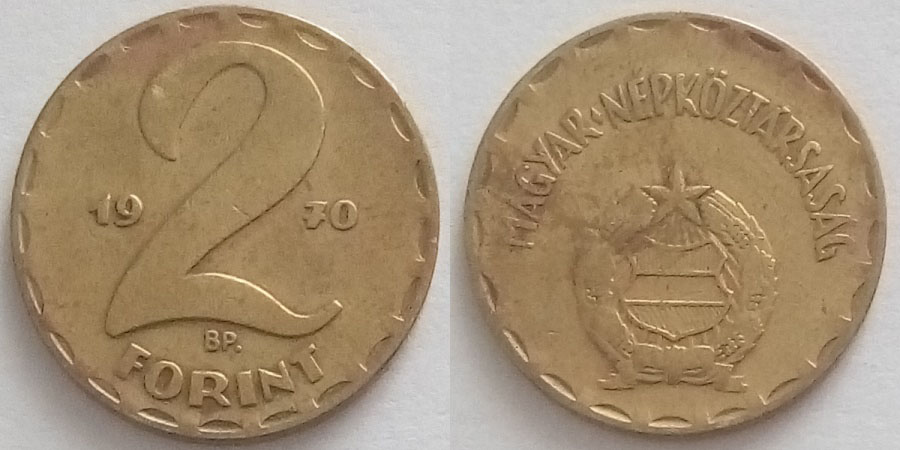 2
19 70
BP.
FORINT
MAGYAR·NÉPKÖZTÁRSASÁG